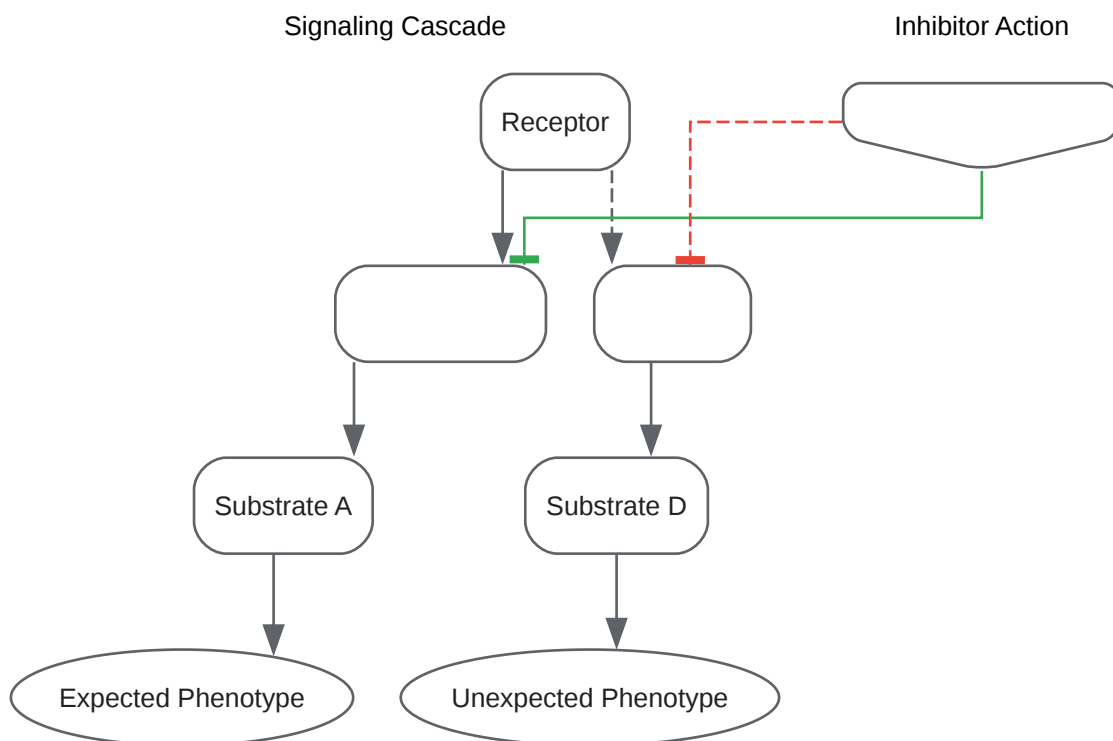 Signaling Cascade
Inhibitor Action
Receptor
Substrate A
Substrate D
Expected Phenotype
Unexpected Phenotype